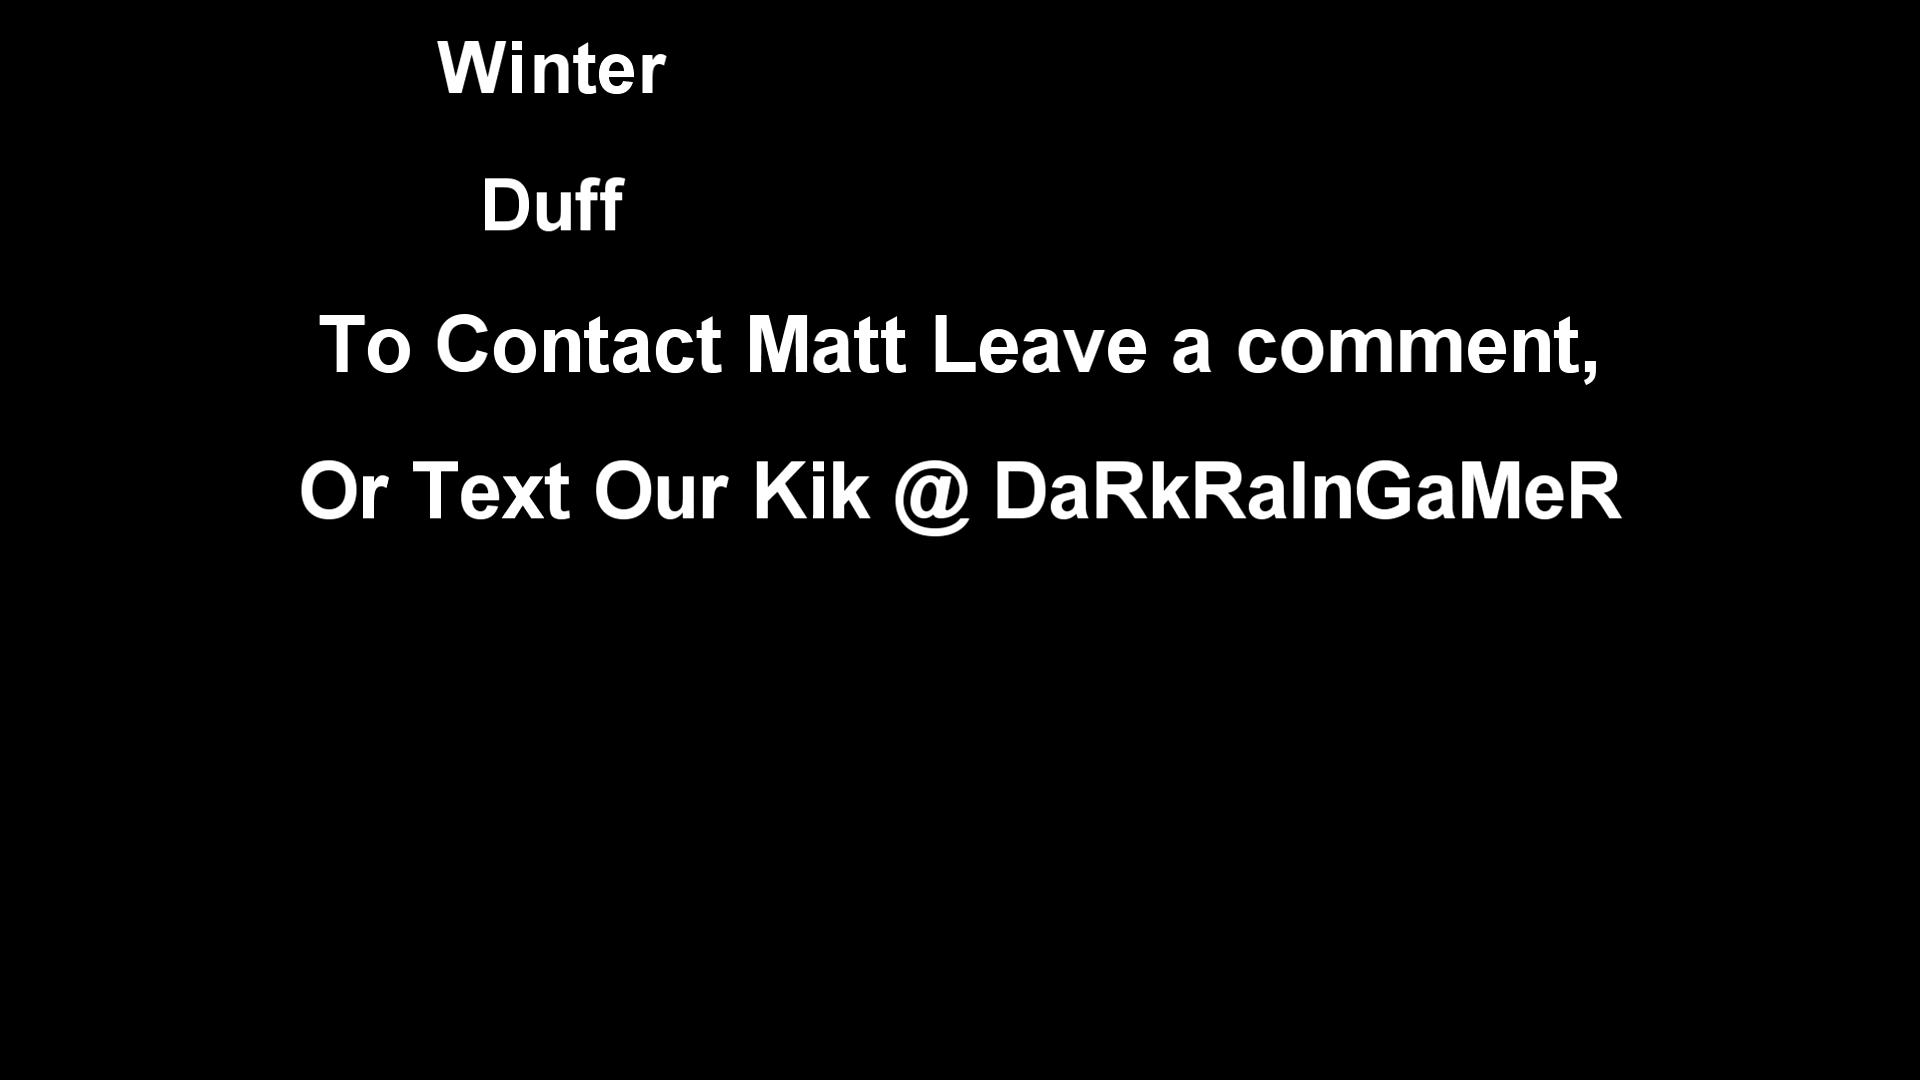 Winter
Duff
To Contact Matt Leave a comment,
Or Text Our Kik @ DaRkRaInGaMeR